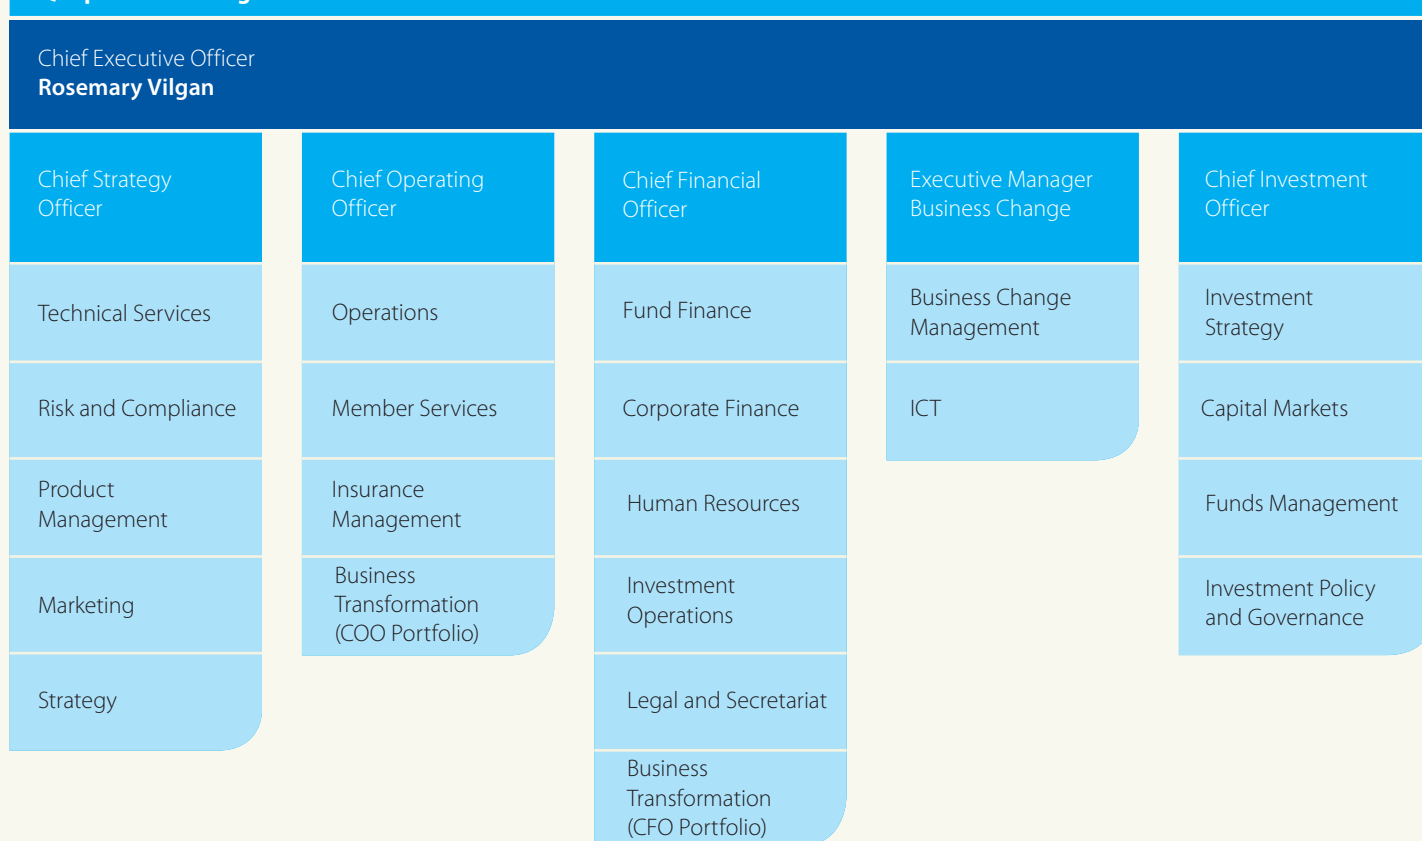 Chief Executive Officer
Rosemary Vilgan
Chief Strategy
Officer
Technical Services
Risk and Compliance
Product
Management
Marketing
Strategy
Chief Operating
Officer
Operations
Member Services
Insurance
Management
Business
Transformation
(COO Portfolio)
Chief Financial
Officer
Fund Finance
Corporate Finance
Human Resources
Investment
Operations
Legal and Secretariat
Business
Transformation
(CFO Portfolio)
Executive Manager
Business Change
Business Change
Management
ICT
Chief Investment
Officer
Investment
Strategy
Capital Markets
Funds Management
Investment Policy
and Governance